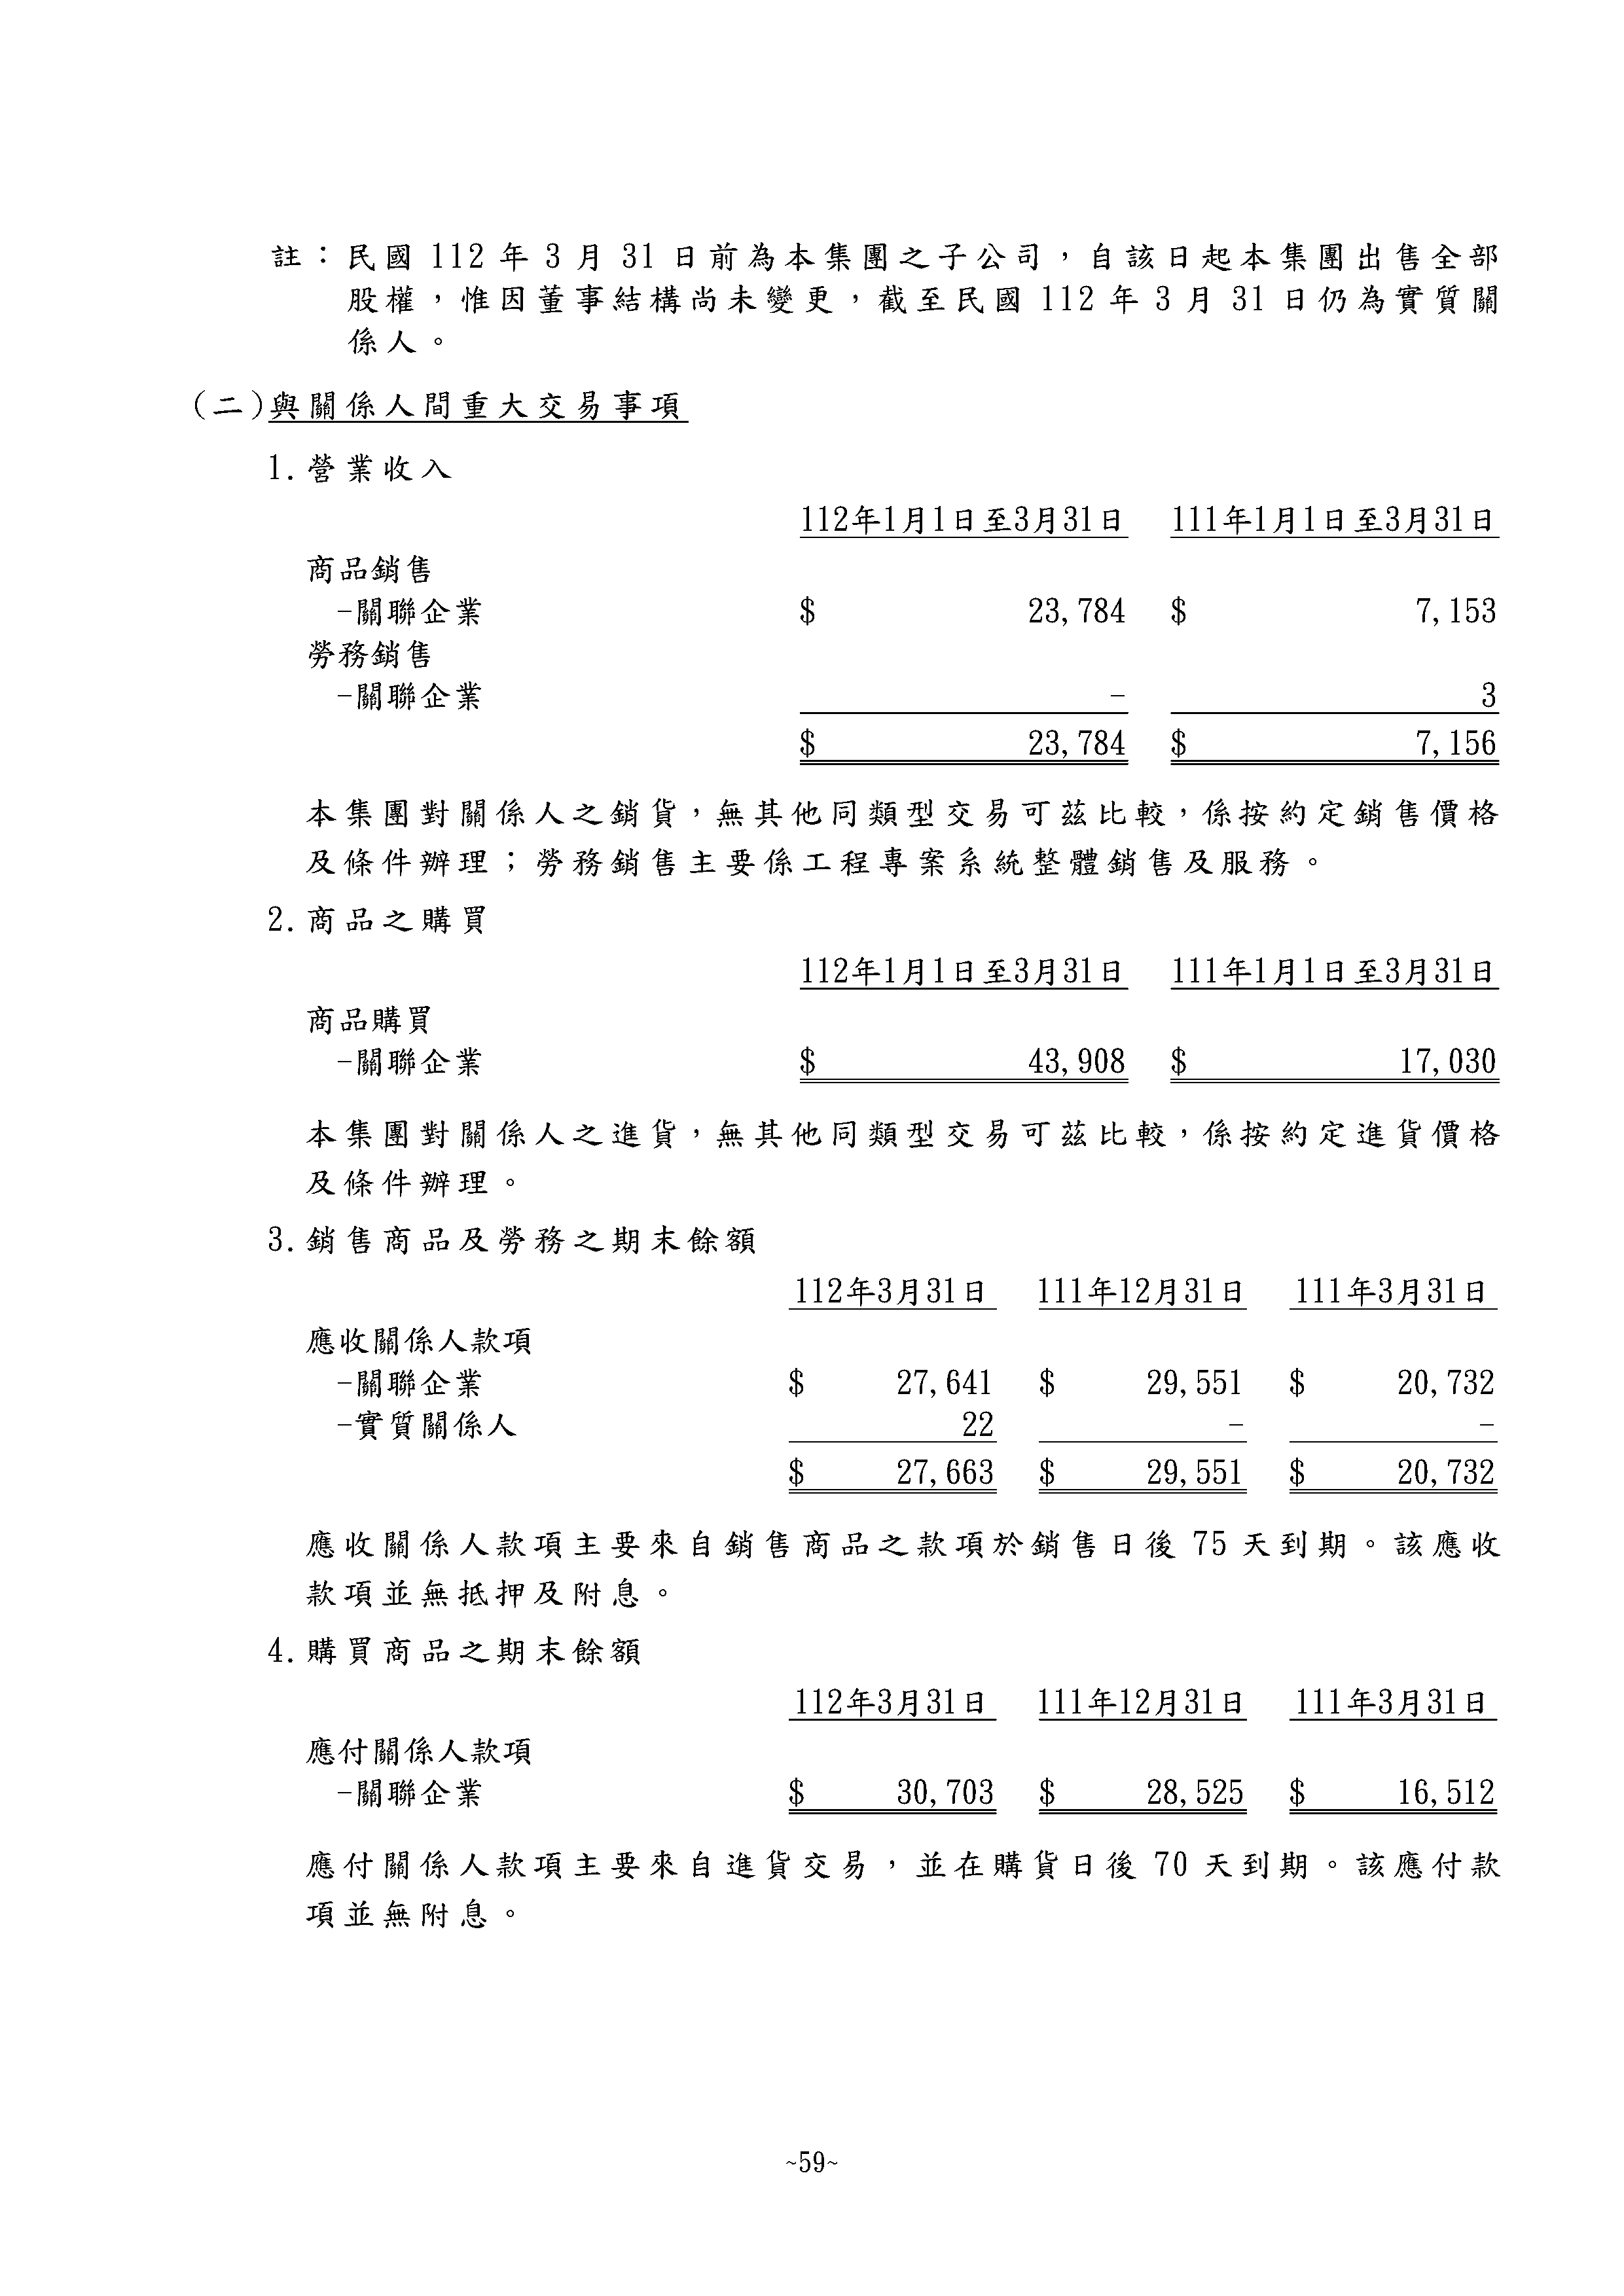 註：民國 112 年 3 月 31 日前為本集團之子公司，自該日起本集團出售全部
股權，惟因董事結構尚未變更，截至民國 112 年 3 月 31 日仍為實質關
係人。
(二)與關係人間重大交易事項
1.營業收入
112年1月1日至3月31日 111年1月1日至3月31日
商品銷售
-關聯企業 $ 23,784 $ 7,153
勞務銷售
-關聯企業 - 3
$ 23,784 $ 7,156
本集團對關係人之銷貨，無其他同類型交易可茲比較，係按約定銷售價格
及條件辦理；勞務銷售主要係工程專案系統整體銷售及服務。
2.商品之購買
112年1月1日至3月31日 111年1月1日至3月31日
商品購買
-關聯企業 $ 43,908 $ 17,030
本集團對關係人之進貨，無其他同類型交易可茲比較，係按約定進貨價格
及條件辦理。
3.銷售商品及勞務之期末餘額
112年3月31日 111年12月31日 111年3月31日
應收關係人款項
-關聯企業 $ 27,641 $ 29,551 $ 20,732
-實質關係人 22 - -
$ 27,663 $ 29,551 $ 20,732
應收關係人款項主要來自銷售商品之款項於銷售日後 75 天到期。該應收
款項並無抵押及附息。
4.購買商品之期末餘額
112年3月31日 111年12月31日 111年3月31日
應付關係人款項
-關聯企業 $ 30,703 $ 28,525 $ 16,512
應付關係人款項主要來自進貨交易，並在購貨日後 70 天到期。該應付款
項並無附息。
~59~